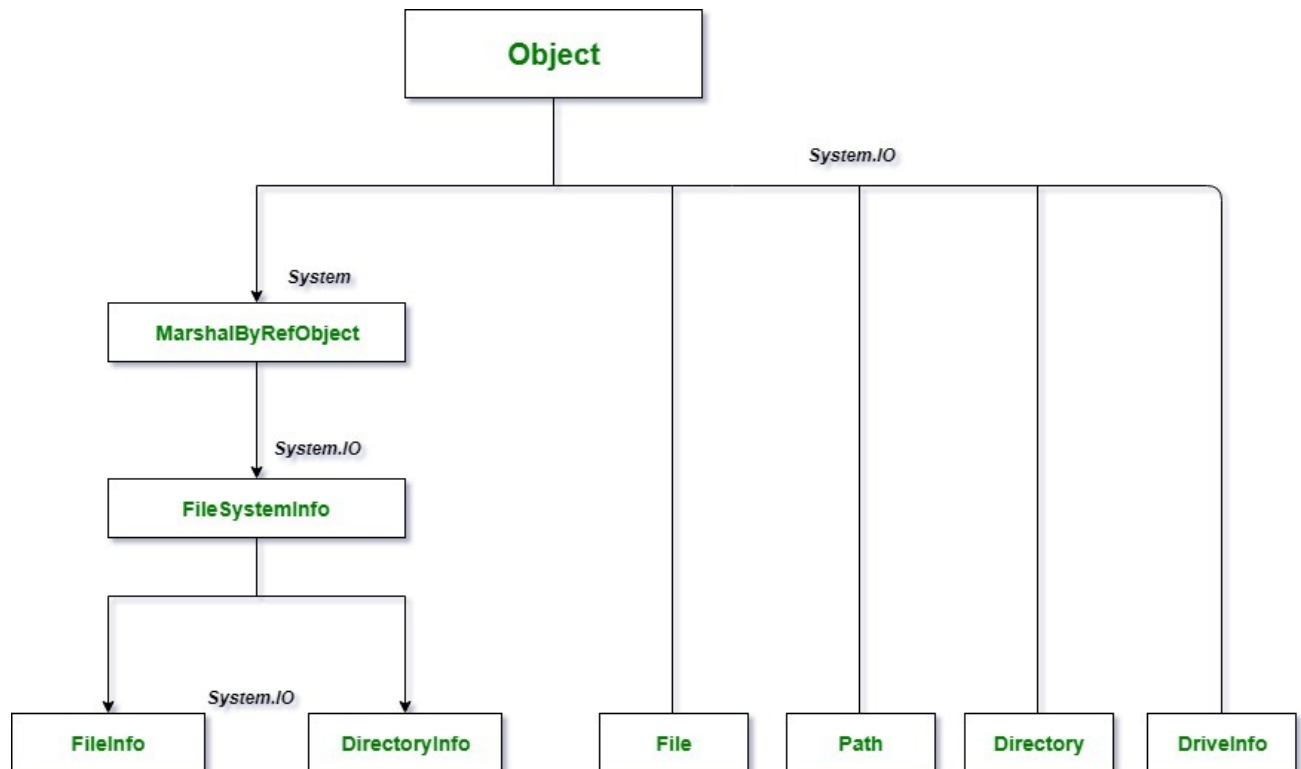 Object
System.IO
System
MarshalByRefObject
System.IO
FileSystemInfo
System.IO
FileInfo
DirectoryInfo
File
Path
Directory
DriveInfo